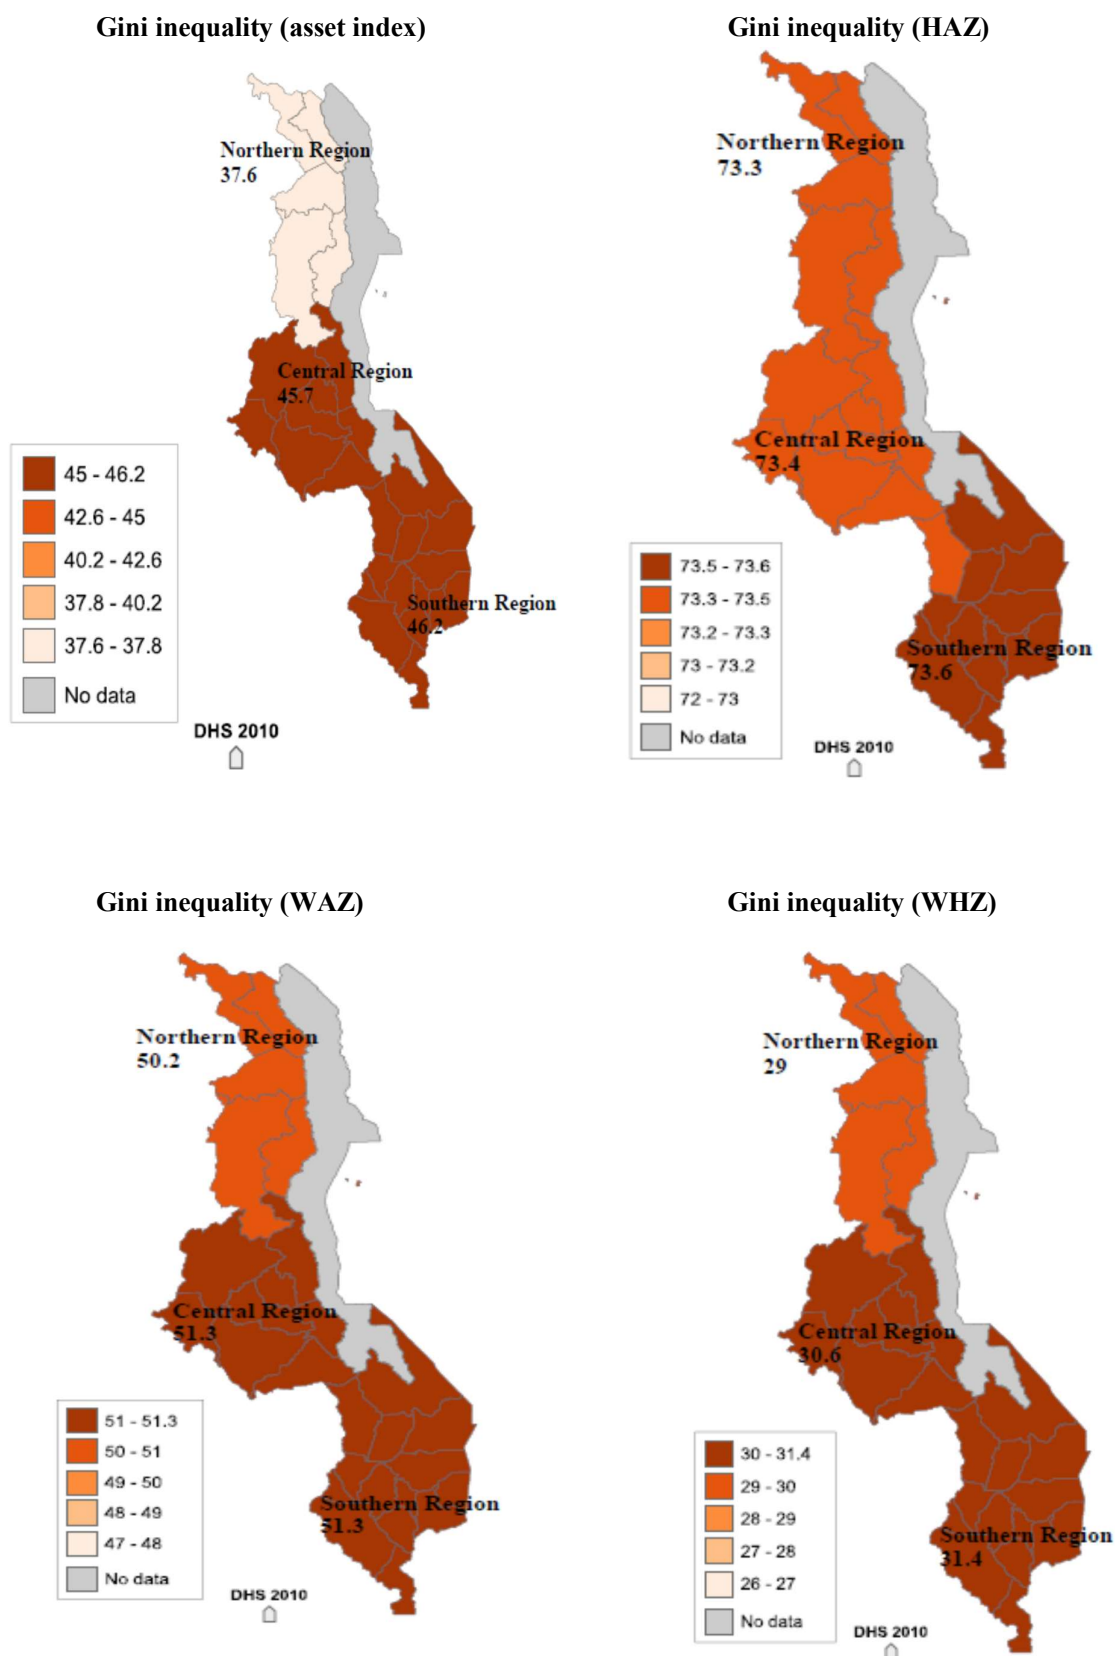 Gini inequality (asset index)
Northern Region
37.6
Central Region
45.7
Southern Region
46.2
45 - 46.2
42.6 - 45
40.2 - 42.6
37.8 - 40.2
37.6 - 37.8
No data
DHS 2010
Gini inequality (HAZ)
Northern Region
73.3
Central Region
73.4
Southern Region
73.6
73.5 - 73.6
73.3 - 73.5
73.2 - 73.3
73 - 73.2
72 - 73
No data
DHS 2010
Gini inequality (WAZ)
Northern Region
50.2
Central Region
51.3
Southern Region
51.3
51 - 51.3
50 - 51
49 - 50
48 - 49
47 - 48
No data
DHS 2010
Gini inequality (WHZ)
Northern Region
29
Central Region
30.6
Southern Region
31.4
30 - 31.4
29 - 30
28 - 29
27 - 28
26 - 27
No data
DHS 2010